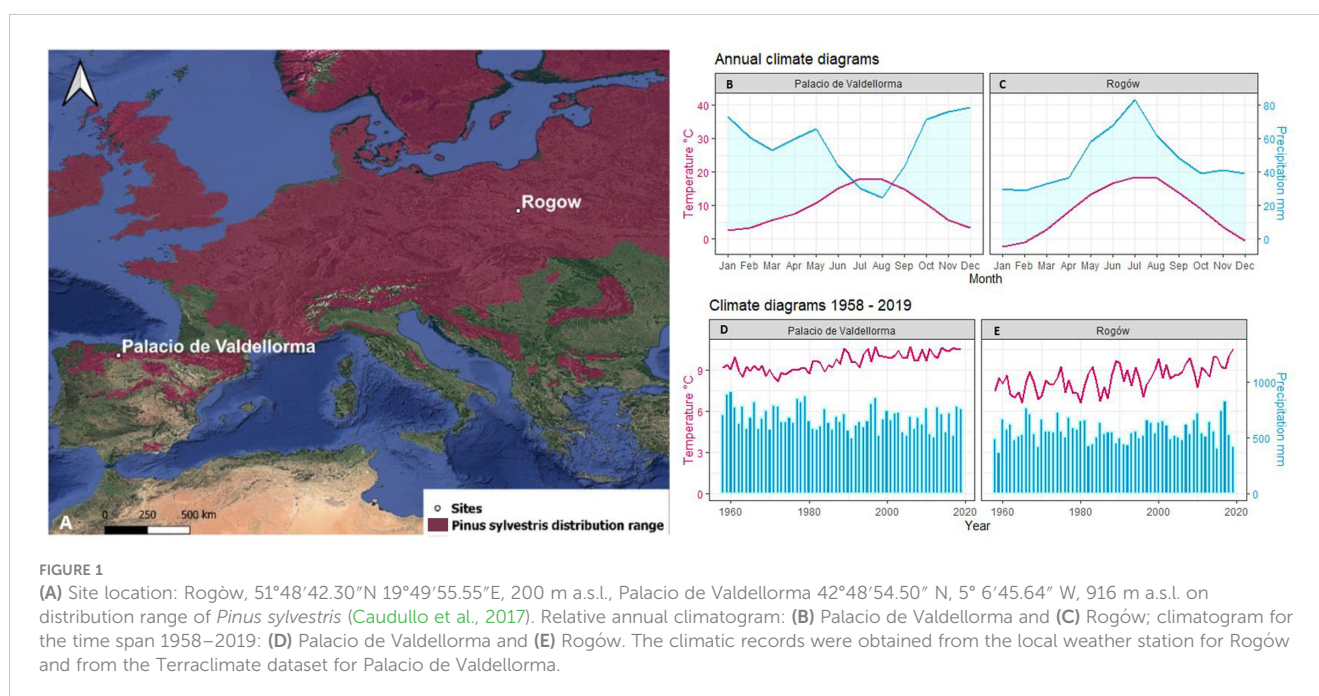 Rogow
Palacio de Valdellorma
0 250 500 km
A
Sites
Pinus sylvestris distribution range
Annual climate diagrams
B Palacio de Valdellorma
C Rogów
Temperature °C
40
30
20
10
0
Precipitation mm
80
60
40
20
0
Jan Feb Mar Apr May Jun Jul Aug Sep Oct Nov Dec
Jan Feb Mar Apr May Jun Jul Aug Sep Oct Nov Dec
Month
Climate diagrams 1958 - 2019
D Palacio de Valdellorma
E Rogów
Temperature °C
9
6
3
0
Precipitation mm
1000
500
0
1960 1980 2000 2020
1960 1980 2000 2020
Year
FIGURE 1
(A) Site location: Rogòw, 51°48′42.30″N 19°49′55.55″E, 200 m a.s.l., Palacio de Valdellorma 42°48′54.50″ N, 5° 6′45.64″ W, 916 m a.s.l. on
distribution range of Pinus sylvestris (Caudullo et al., 2017). Relative annual climatogram: (B) Palacio de Valdellorma and (C) Rogów; climatogram for
the time span 1958–2019: (D) Palacio de Valdellorma and (E) Rogów. The climatic records were obtained from the local weather station for Rogów
and from the Terraclimate dataset for Palacio de Valdellorma.